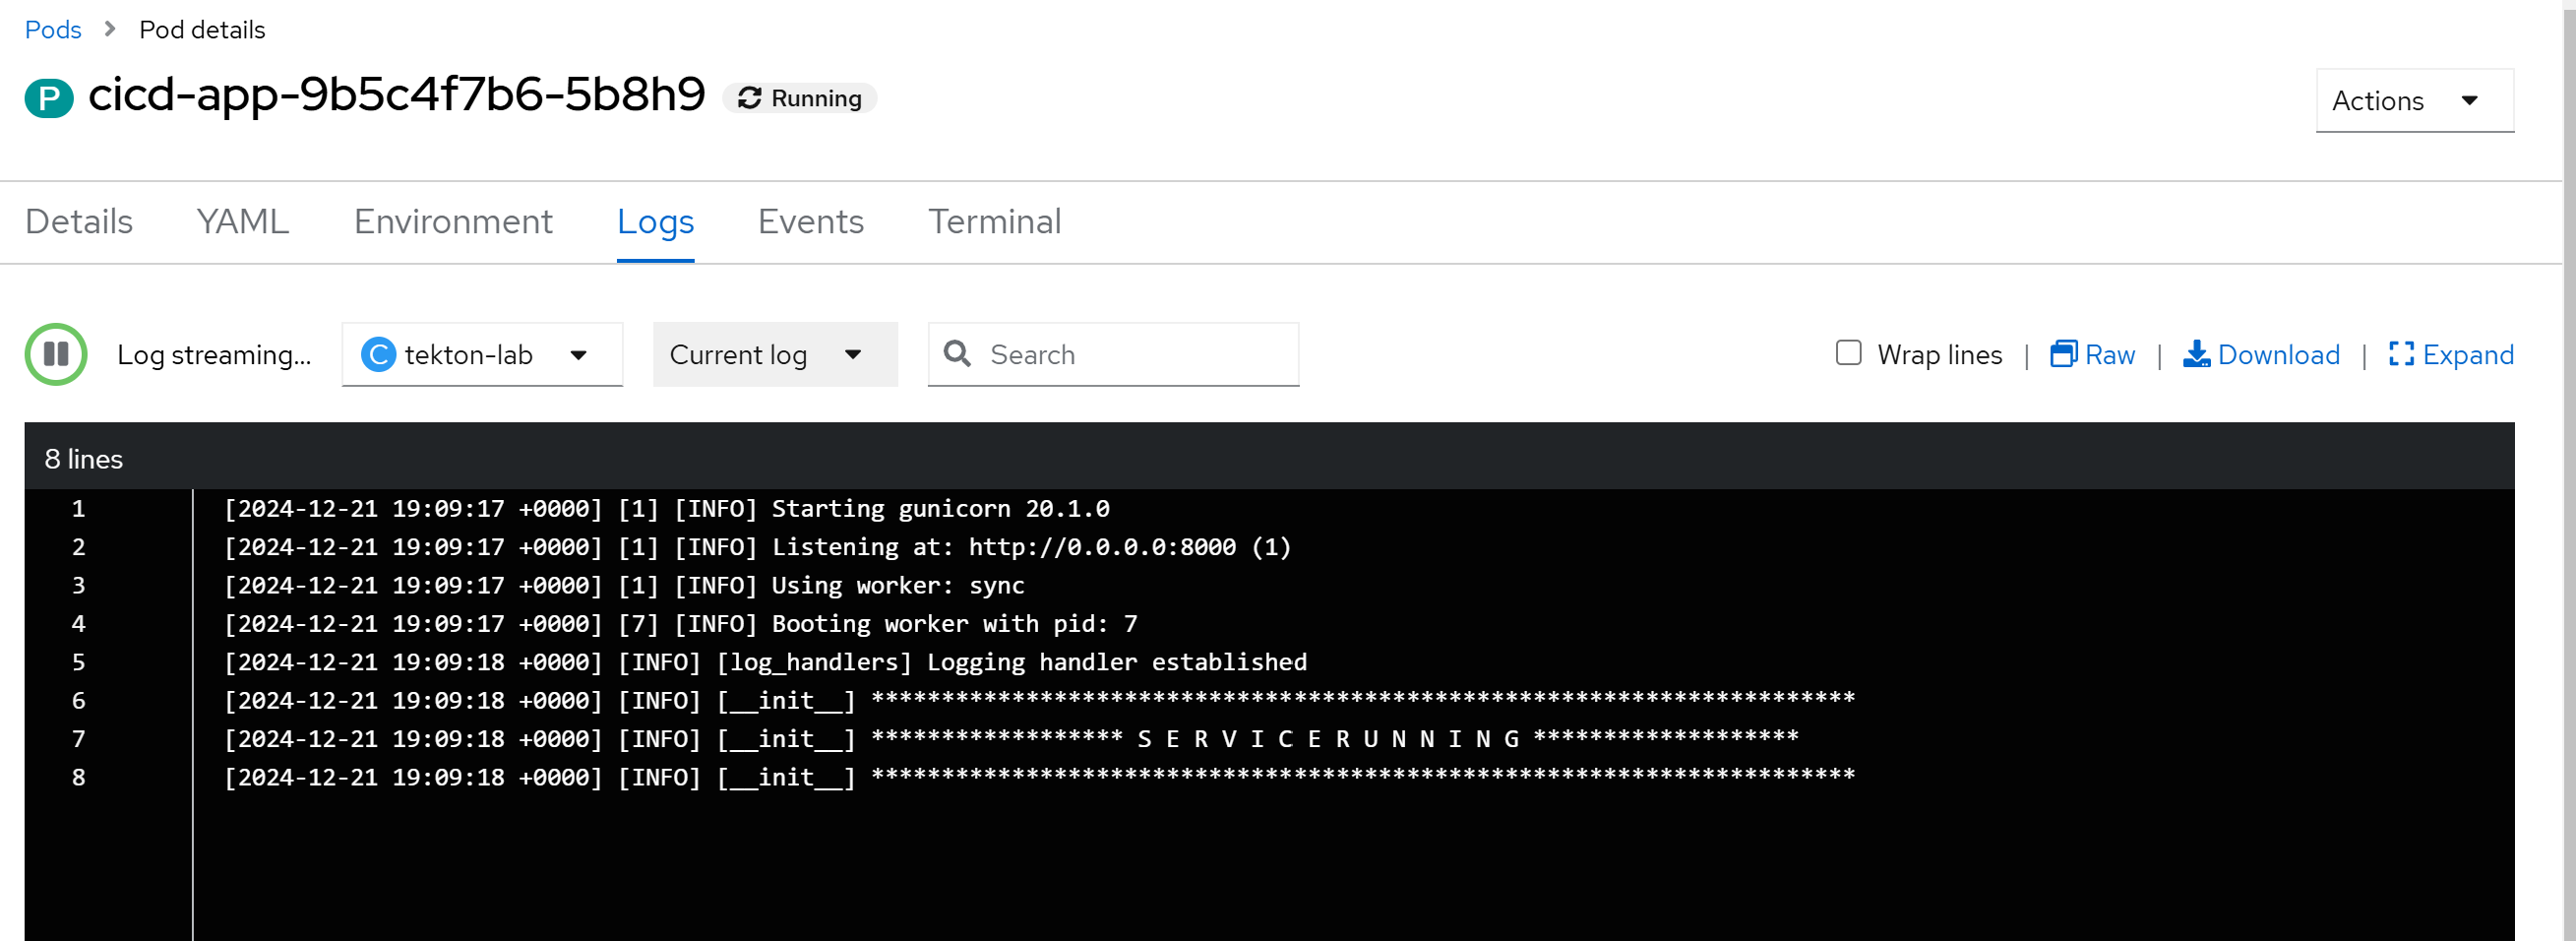 Pods > Pod details
P cicd-app-9b5c4f7b6-5b8h9 Running
Actions
Details YAML Environment Logs Events Terminal
Log streaming... C tekton-lab Current log Search Wrap lines | Raw | Download | Expand
8 lines
1 [2024-12-21 19:09:17 +0000] [1] [INFO] Starting gunicorn 20.1.0
2 [2024-12-21 19:09:17 +0000] [1] [INFO] Listening at: http://0.0.0.0:8000 (1)
3 [2024-12-21 19:09:17 +0000] [1] [INFO] Using worker: sync
4 [2024-12-21 19:09:17 +0000] [7] [INFO] Booting worker with pid: 7
5 [2024-12-21 19:09:18 +0000] [INFO] [log_handlers] Logging handler established
6 [2024-12-21 19:09:18 +0000] [INFO] [__init__] **********************************************************************
7 [2024-12-21 19:09:18 +0000] [INFO] [__init__] ****************** S E R V I C E R U N N I N G *******************
8 [2024-12-21 19:09:18 +0000] [INFO] [__init__] **********************************************************************